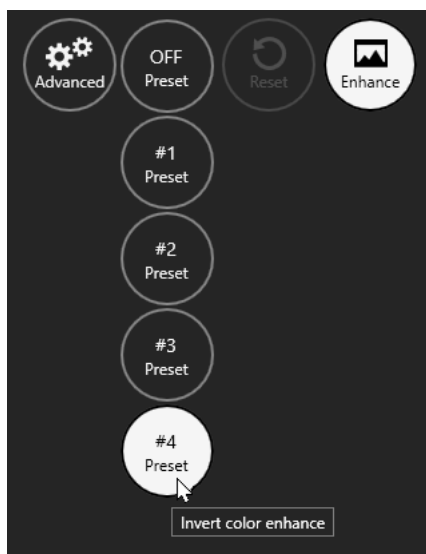 Advanced
OFF
Preset
Reset
Enhance
#1
Preset
#2
Preset
#3
Preset
#4
Preset
Invert color enhance